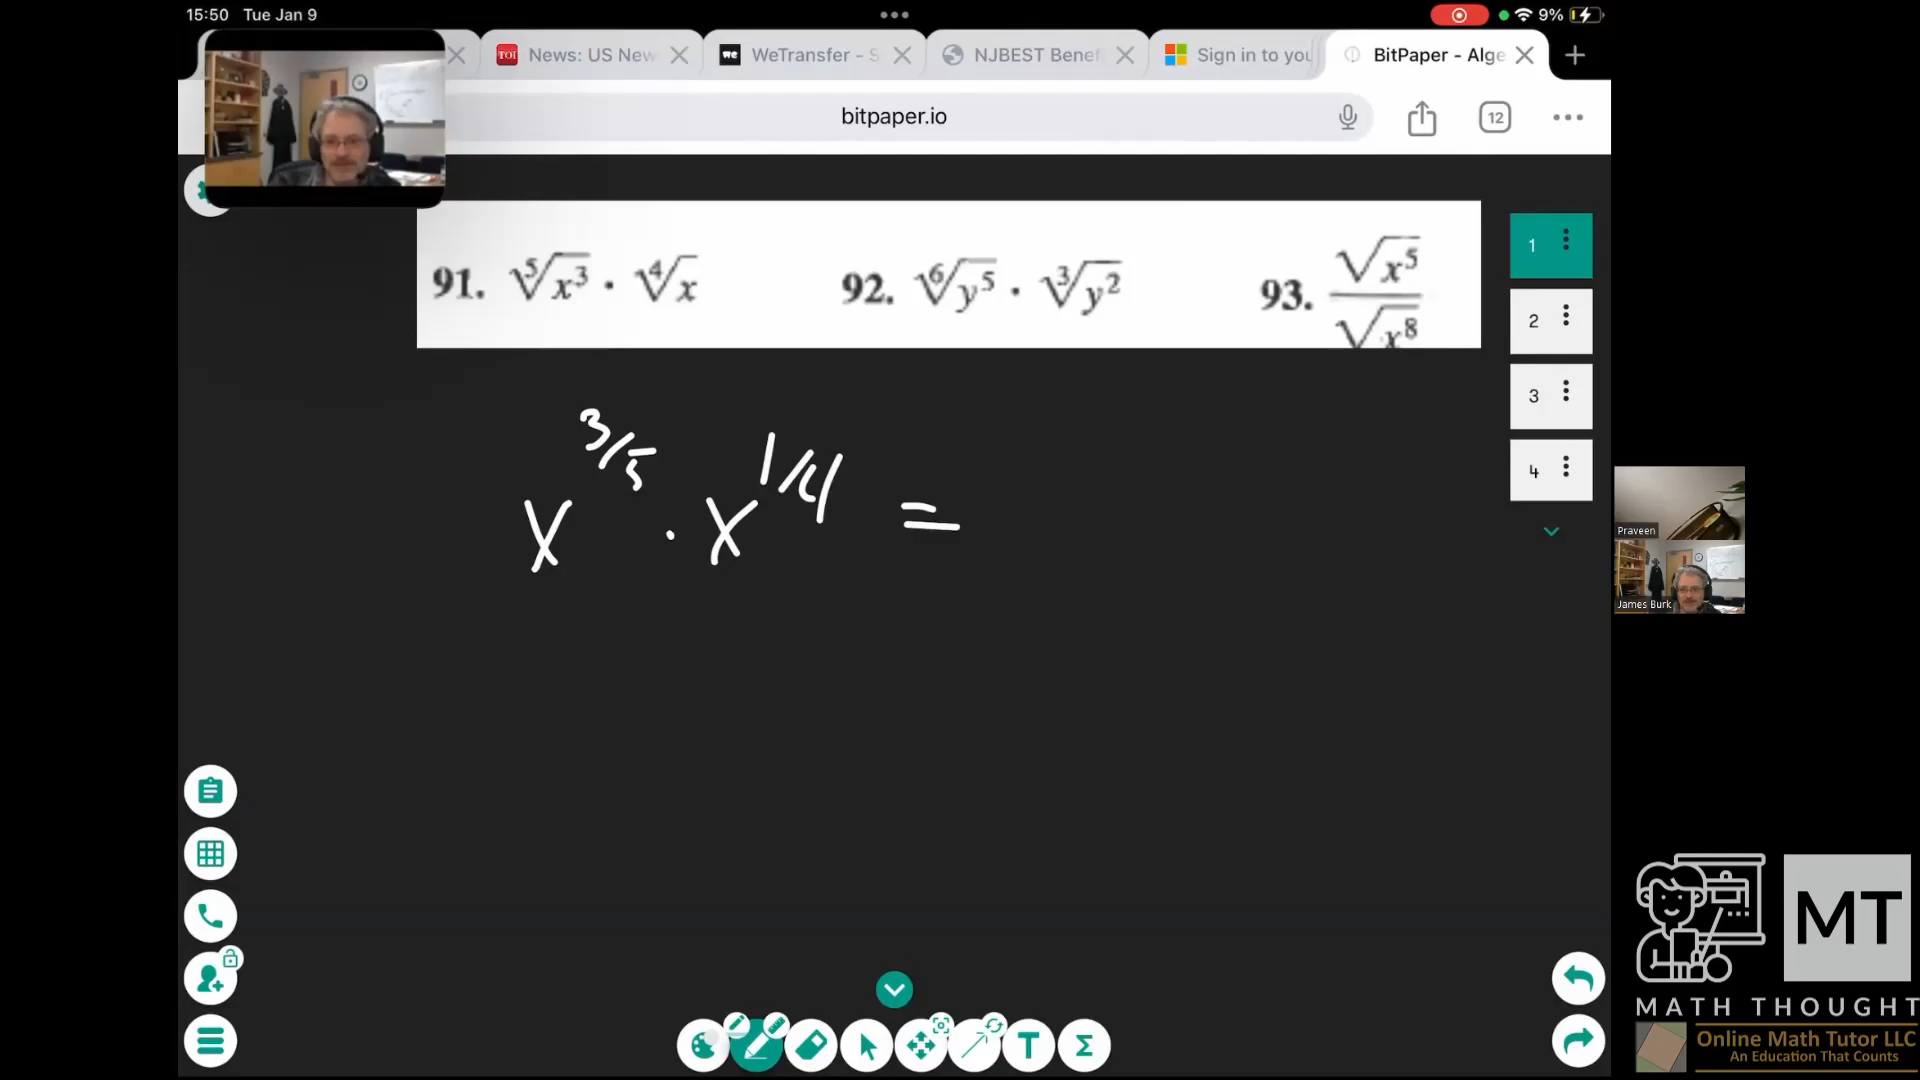 15:50 Tue Jan 9
9%
TOI News: US New
we WeTransfer - S
NJBEST Benef
Sign in to you
BitPaper - Alge
bitpaper.io
12
91. ⁵√x³ · ⁴√x
92. ⁶√y⁵ · ³√y²
93. √x⁵ / √x⁸
x^3/5 · x^1/4 =
1
2
3
4
Praveen
James Burk
T
Σ
MT
MATH THOUGHT
Online Math Tutor LLC
An Education That Counts